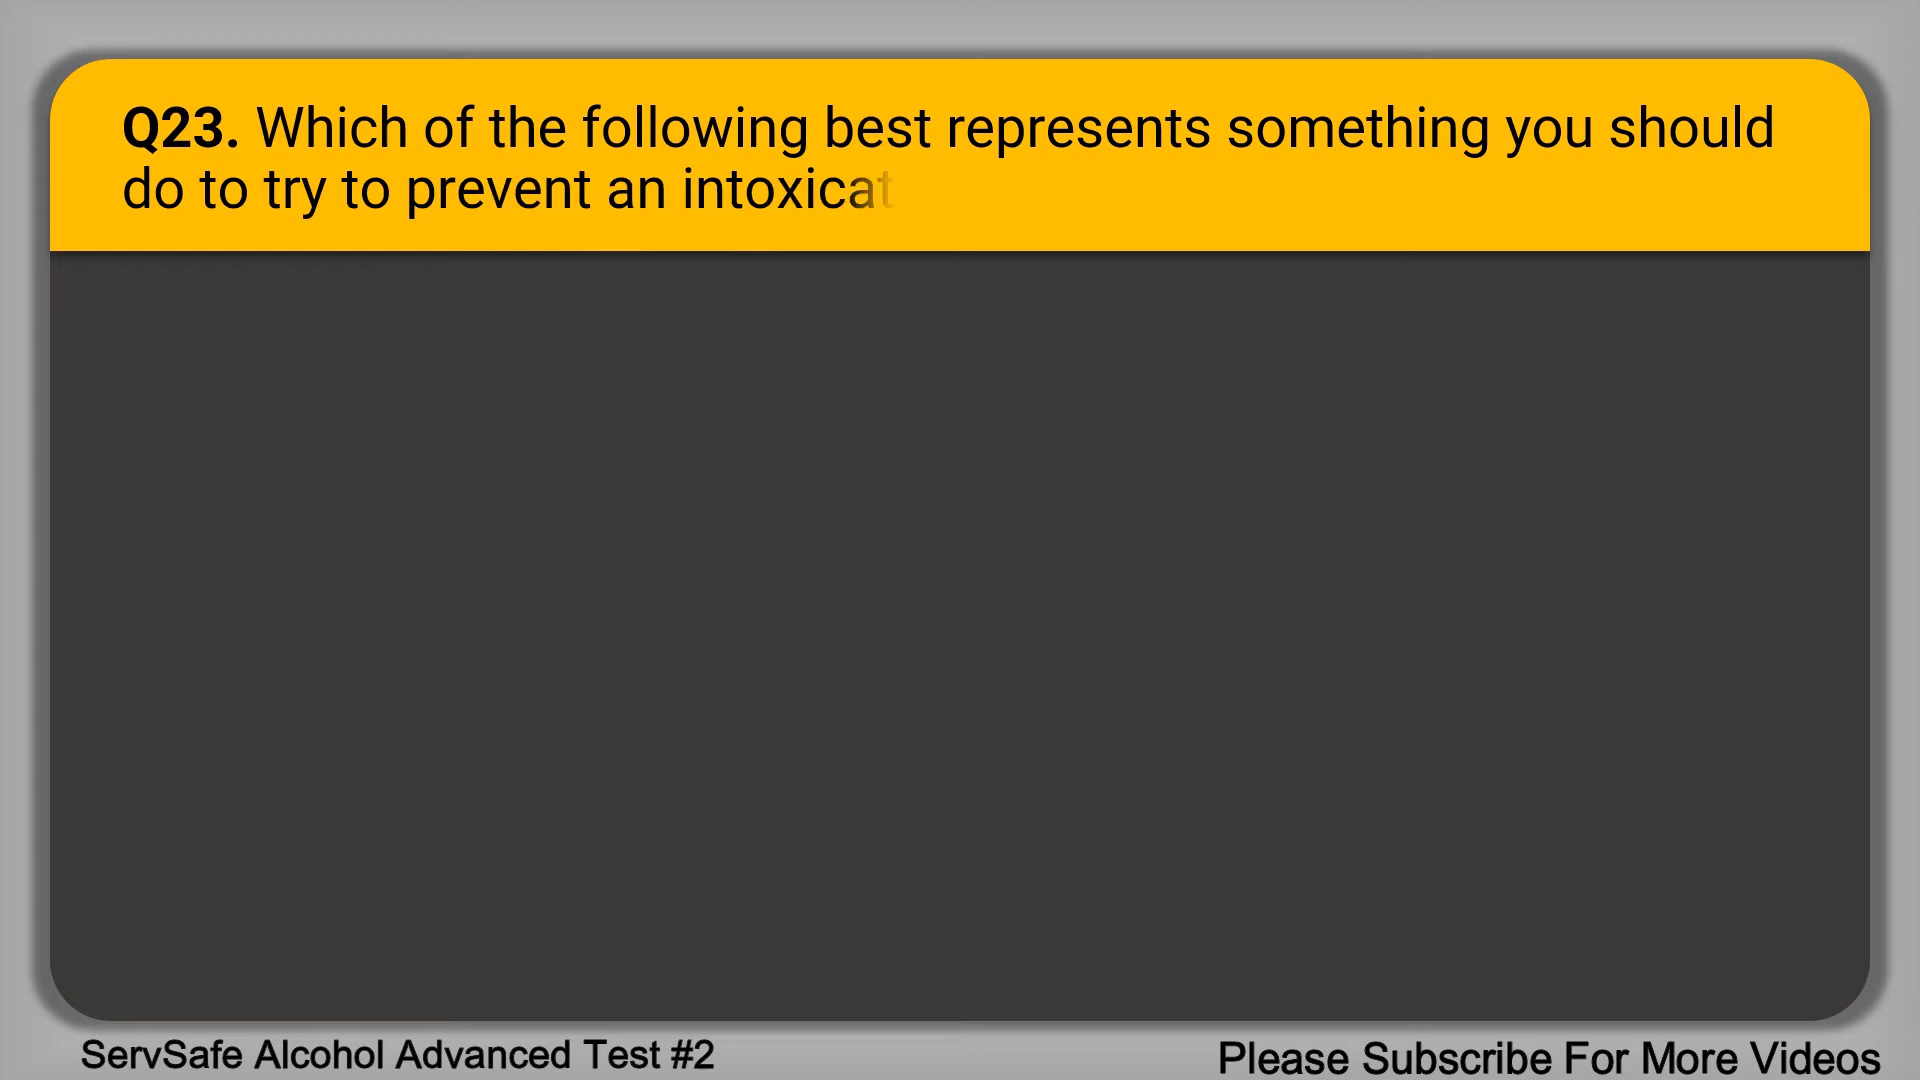 Q23. Which of the following best represents something you should
do to try to prevent an intoxicat
ServSafe Alcohol Advanced Test #2
Please Subscribe For More Videos